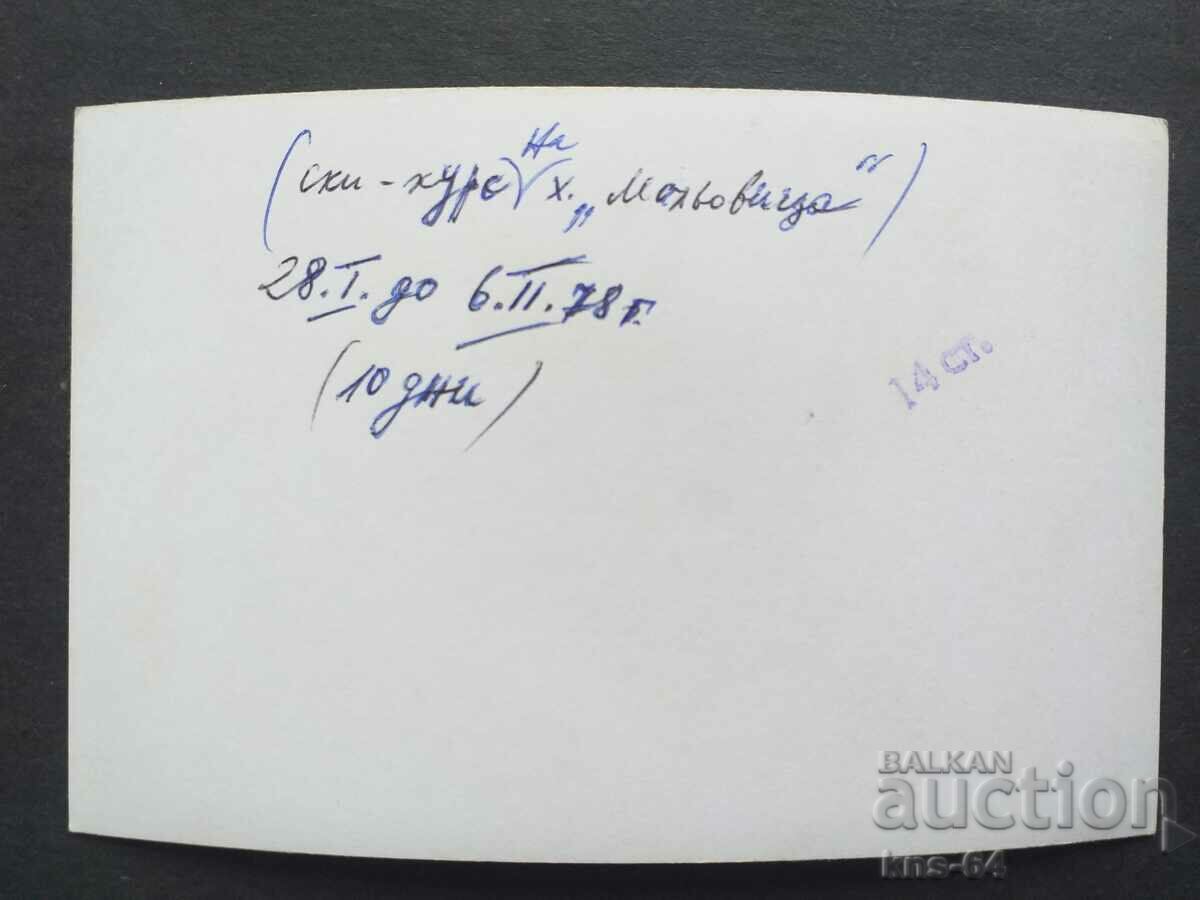 (ски-курс) на х. „Мальовица")
28.I. до 6.II.78 г.
(10 дни)
14 ст.
BALKAN
auction
kns-64